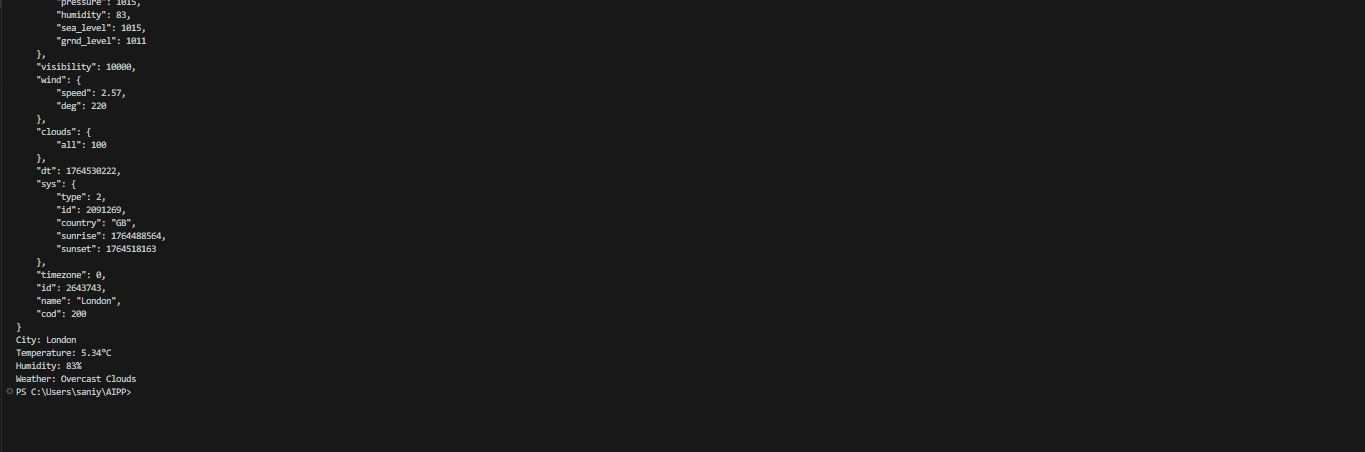 "pressure": 1015,
"humidity": 83,
"sea_level": 1015,
"grnd_level": 1011
},
"visibility": 10000,
"wind": {
"speed": 2.57,
"deg": 220
},
"clouds": {
"all": 100
},
"dt": 1764530222,
"sys": {
"type": 2,
"id": 2091269,
"country": "GB",
"sunrise": 1764488564,
"sunset": 1764518163
},
"timezone": 0,
"id": 2643743,
"name": "London",
"cod": 200
}
City: London
Temperature: 5.34°C
Humidity: 83%
Weather: Overcast Clouds
PS C:\Users\saniy\AIPP>